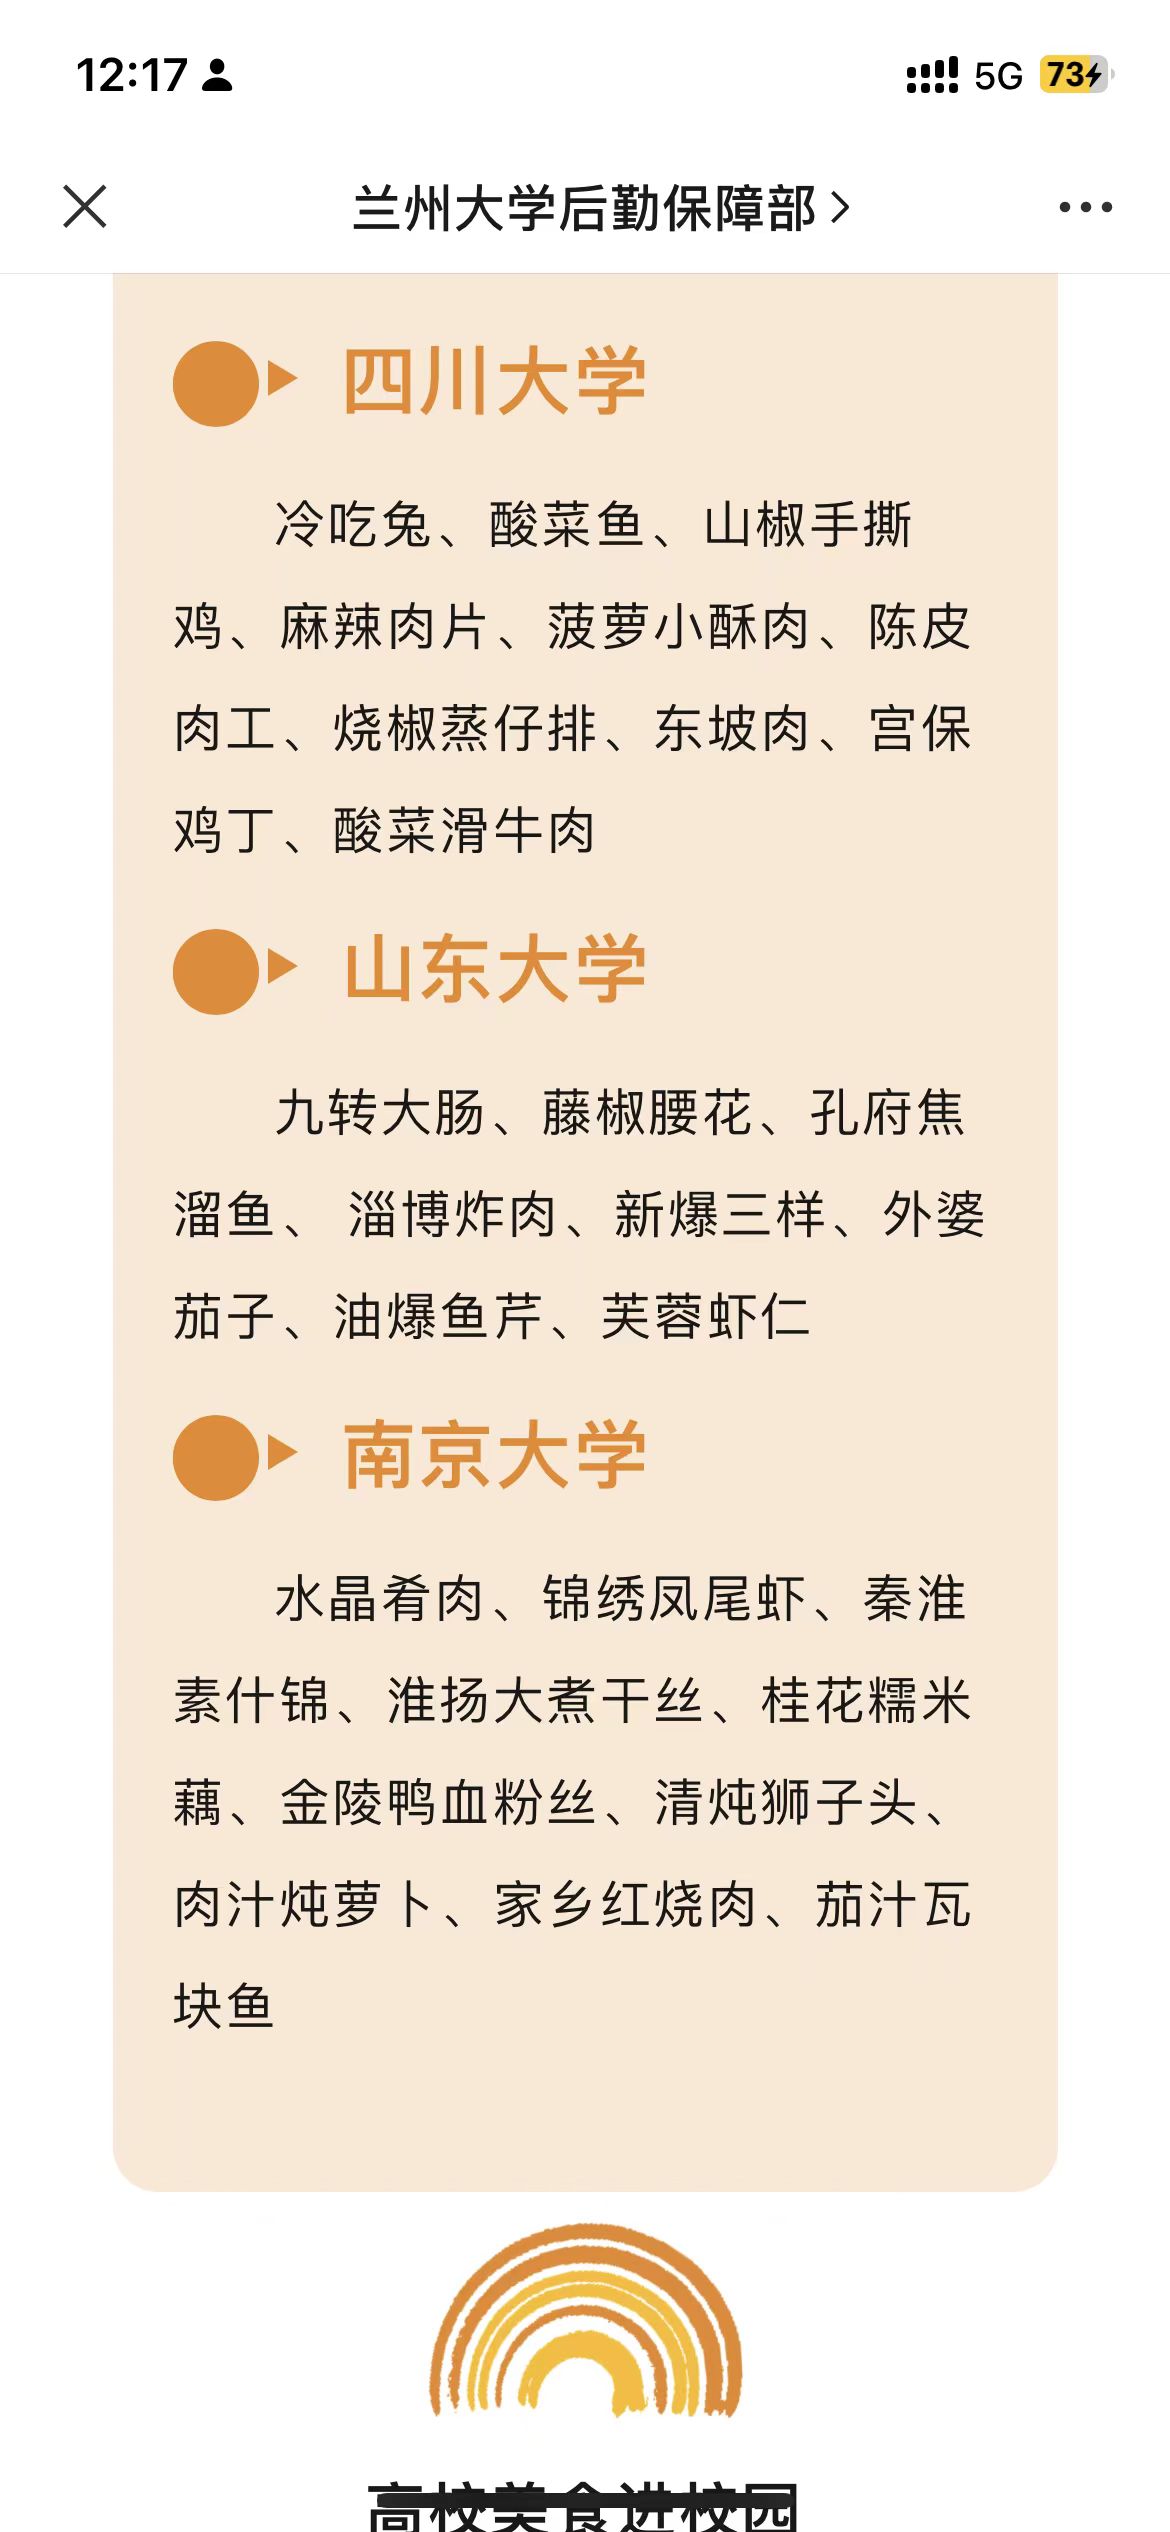 12:17
5G
73
兰州大学后勤保障部
四川大学
冷吃兔、酸菜鱼、山椒手撕
鸡、麻辣肉片、菠萝小酥肉、陈皮
肉工、烧椒蒸仔排、东坡肉、宫保
鸡丁、酸菜滑牛肉
山东大学
九转大肠、藤椒腰花、孔府焦
溜鱼、 淄博炸肉、新爆三样、外婆
茄子、油爆鱼芹、芙蓉虾仁
南京大学
水晶肴肉、锦绣凤尾虾、秦淮
素什锦、淮扬大煮干丝、桂花糯米
藕、金陵鸭血粉丝、清炖狮子头、
肉汁炖萝卜、家乡红烧肉、茄汁瓦
块鱼
高校美食进校园